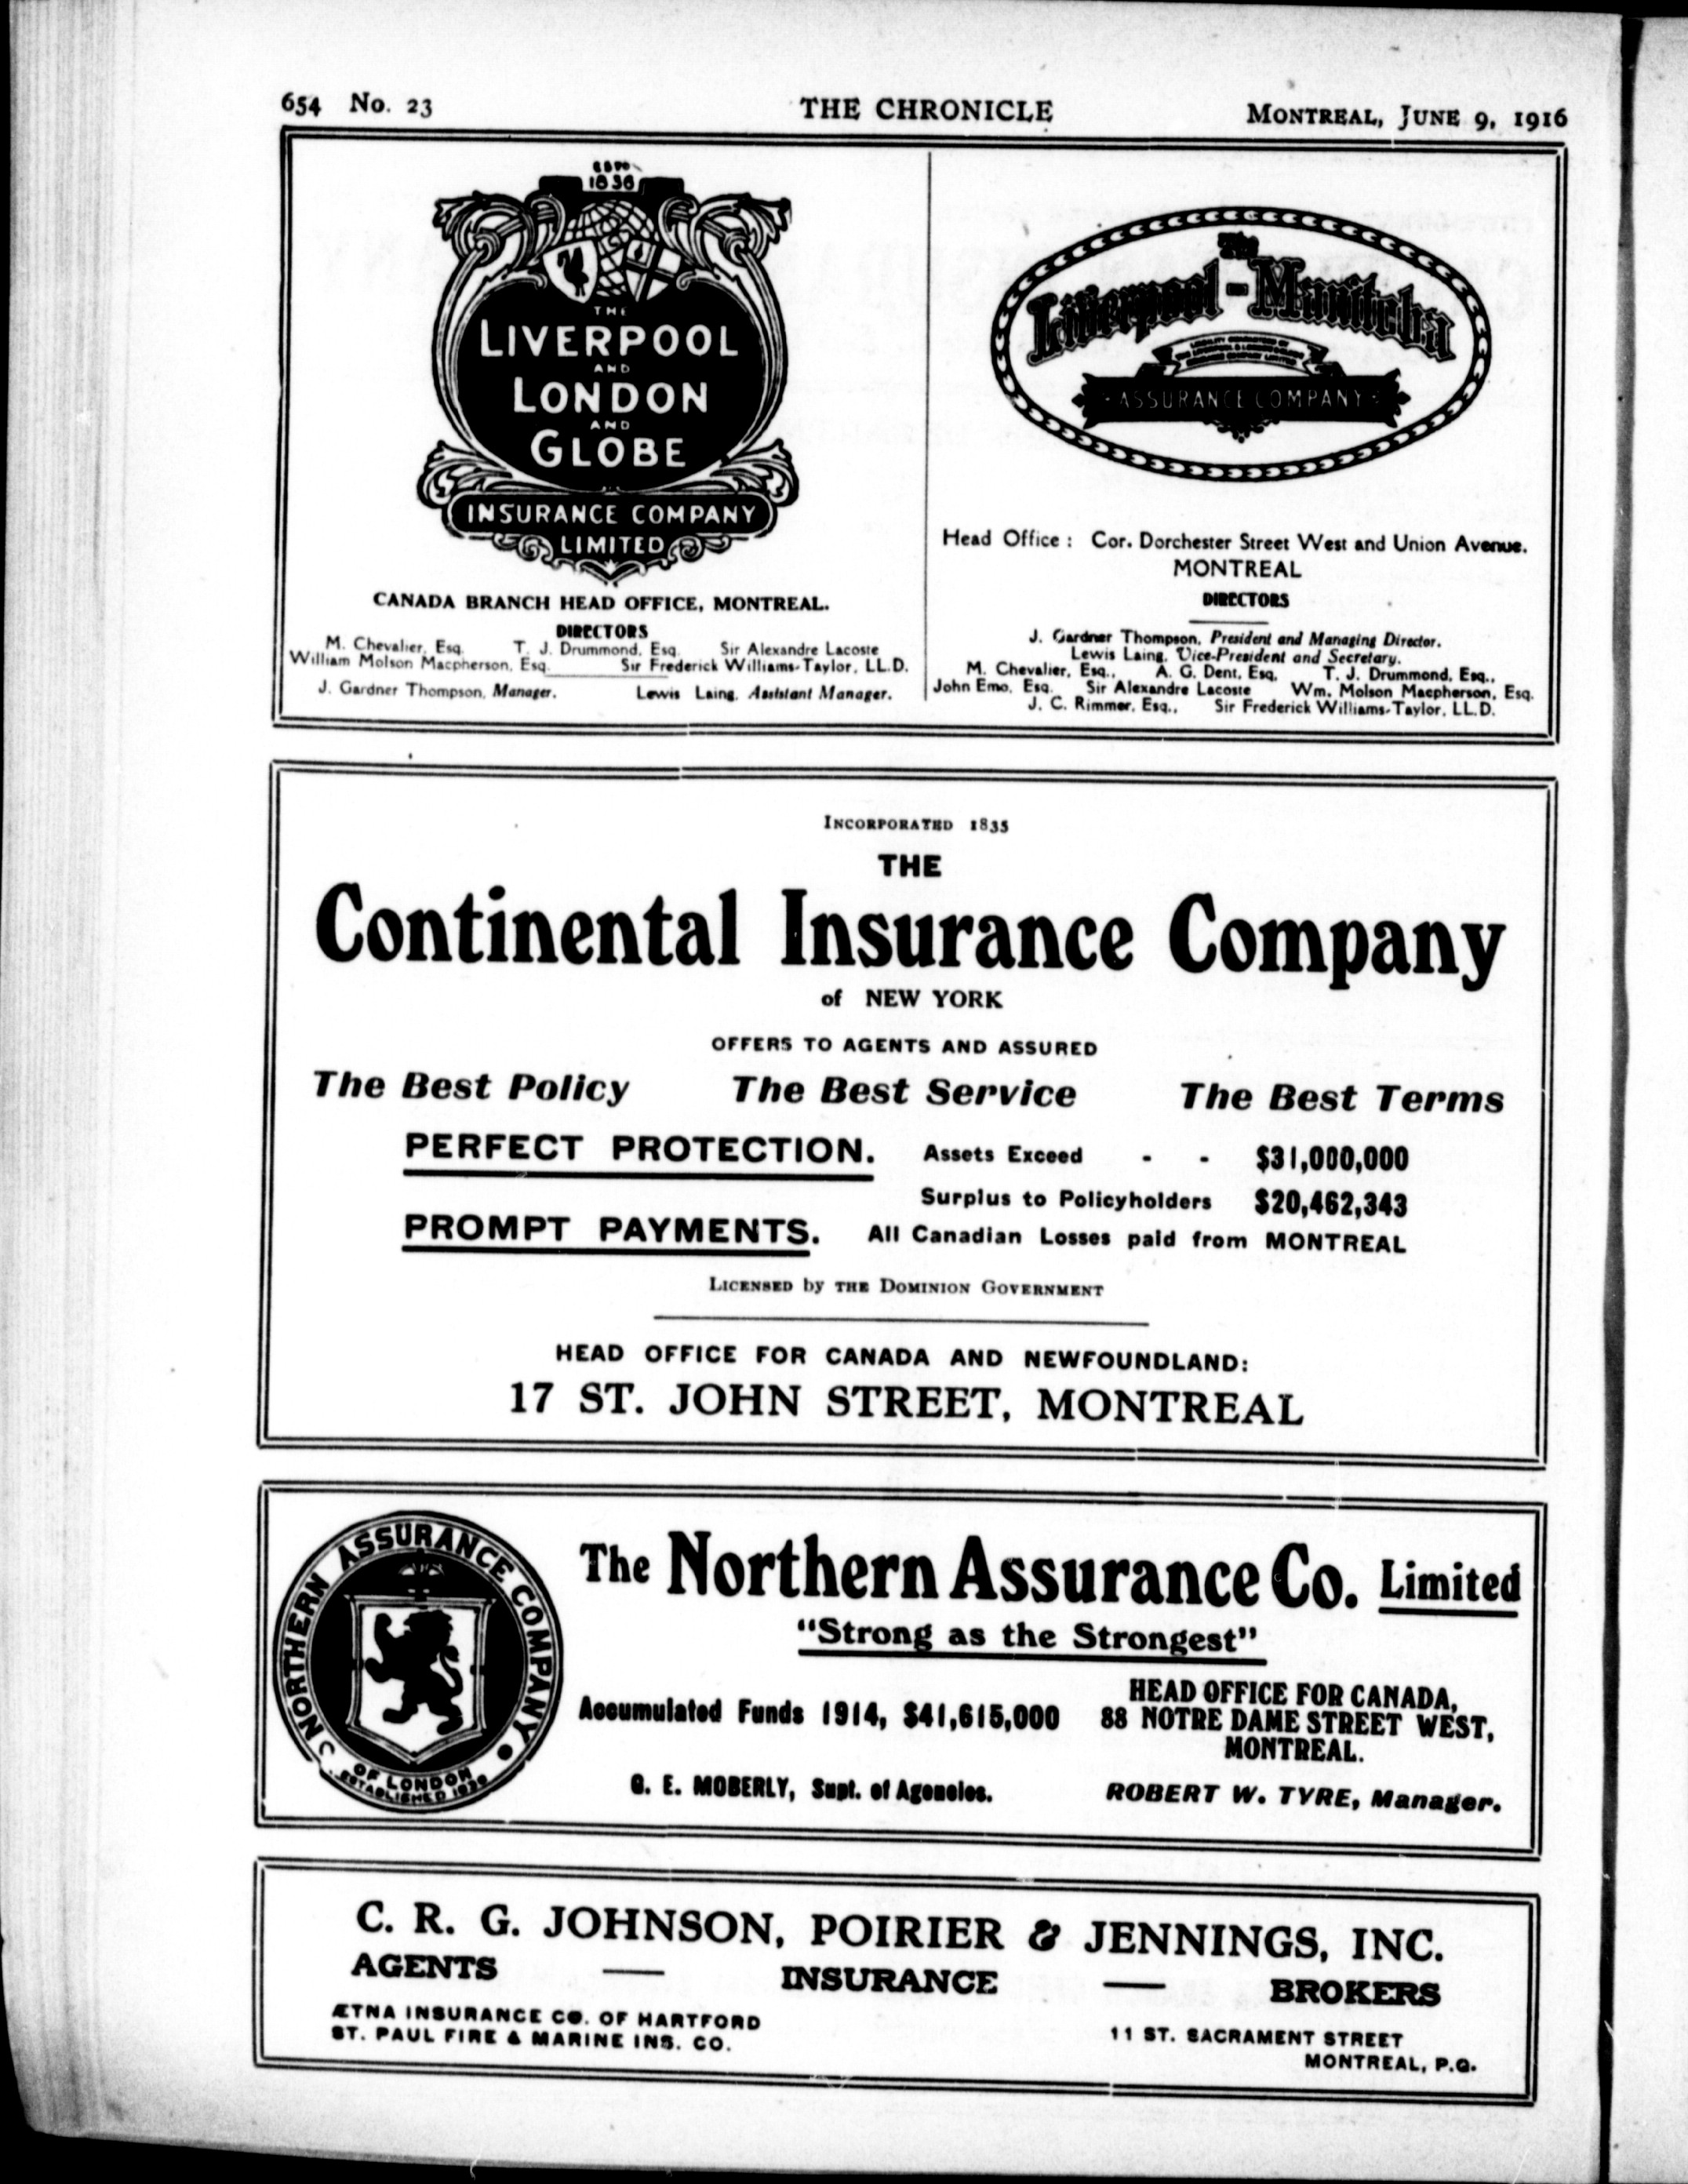 654 No. 23 THE CHRONICLE MONTREAL, JUNE 9, 1916
ESTD
1836
THE
LIVERPOOL
AND
LONDON
AND
GLOBE
INSURANCE COMPANY
LIMITED
CANADA BRANCH HEAD OFFICE, MONTREAL.
DIRECTORS
M. Chevalier, Esq. T. J. Drummond, Esq. Sir Alexandre Lacoste
William Molson Macpherson, Esq. Sir Frederick Williams-Taylor, LL.D.
J. Gardner Thompson, Manager. Lewis Laing, Assistant Manager.
The
Liverpool-Manitoba
ASSURANCE COMPANY
Head Office : Cor. Dorchester Street West and Union Avenue.
MONTREAL
DIRECTORS
J. Gardner Thompson, President and Managing Director.
Lewis Laing, Vice-President and Secretary.
M. Chevalier, Esq., A. G. Dent, Esq, T. J. Drummond, Esq.,
John Emo, Esq. Sir Alexandre Lacoste Wm. Molson Macpherson, Esq.
J. C. Rimmer, Esq., Sir Frederick Williams-Taylor, LL.D.
INCORPORATED 1835
THE
Continental Insurance Company
of NEW YORK
OFFERS TO AGENTS AND ASSURED
The Best Policy The Best Service The Best Terms
PERFECT PROTECTION. Assets Exceed - - $31,000,000
Surplus to Policyholders $20,462,343
PROMPT PAYMENTS. All Canadian Losses paid from MONTREAL
LICENSED by THE DOMINION GOVERNMENT
HEAD OFFICE FOR CANADA AND NEWFOUNDLAND:
17 ST. JOHN STREET, MONTREAL
NORTHERN ASSURANCE COMPANY
OF LONDON
ESTABLISHED 1836
The Northern Assurance Co. Limited
"Strong as the Strongest"
Accumulated Funds 1914, $41,615,000
HEAD OFFICE FOR CANADA,
88 NOTRE DAME STREET WEST,
MONTREAL.
G. E. MOBERLY, Supt. of Agencies. ROBERT W. TYRE, Manager.
C. R. G. JOHNSON, POIRIER & JENNINGS, INC.
AGENTS — INSURANCE — BROKERS
ÆTNA INSURANCE CO. OF HARTFORD
ST. PAUL FIRE & MARINE INS. CO.
11 ST. SACRAMENT STREET
MONTREAL, P.Q.